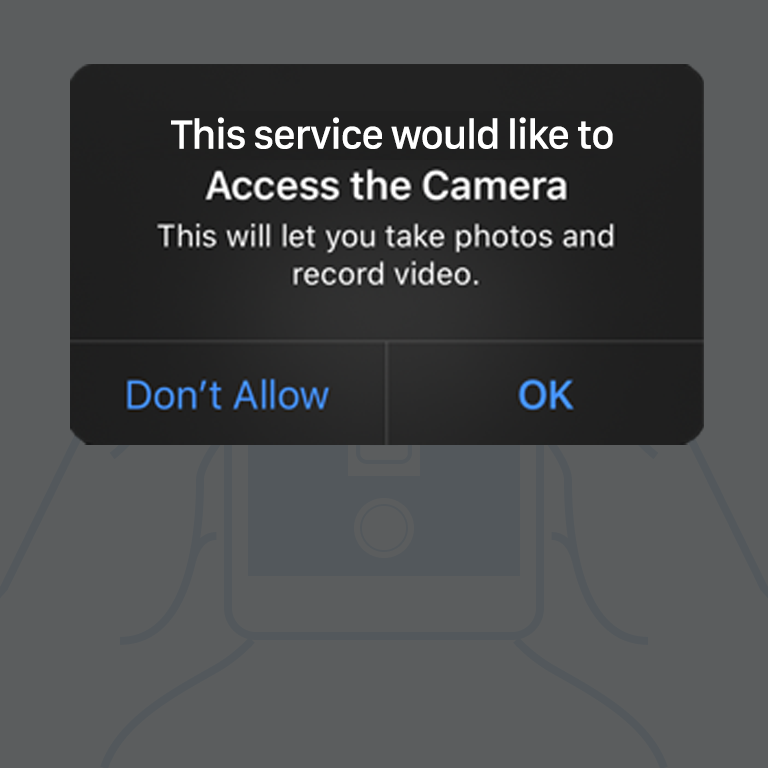 This service would like to
Access the Camera
This will let you take photos and
record video.
Don’t Allow
OK